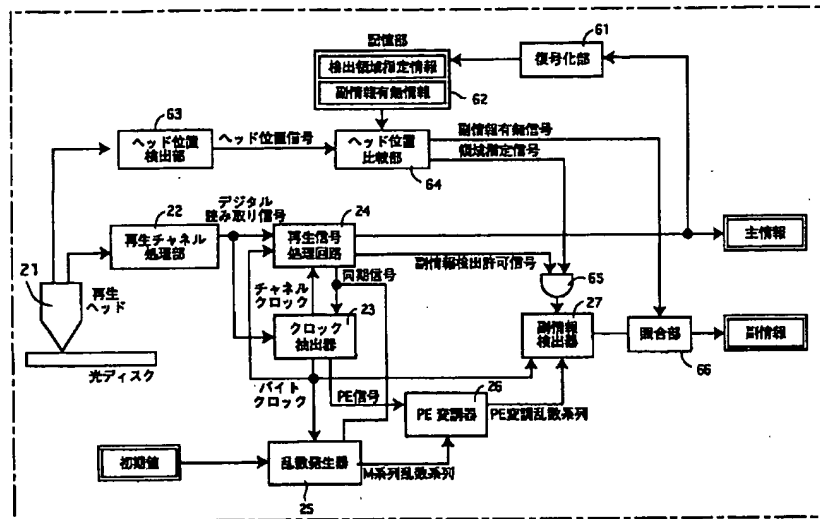 61
記憶部
復号化部
検出領域指定情報
副情報有無情報
62
63
ヘッド位置
検出部
ヘッド位置信号
ヘッド位置
比較部
64
副情報有無信号
領域指定信号
デジタル
読み取り信号
22
再生チャネル
処理部
24
再生信号
処理回路
主情報
副情報検出許可信号
65
同期信号
チャネル
クロック
21
再生
ヘッド
23
クロック
抽出器
27
副情報
検出器
照合部
66
副情報
光ディスク
バイト
クロック
PE信号
26
PE 変調器
PE変調乱数系列
初期値
乱数発生器
25
M系列乱数系列